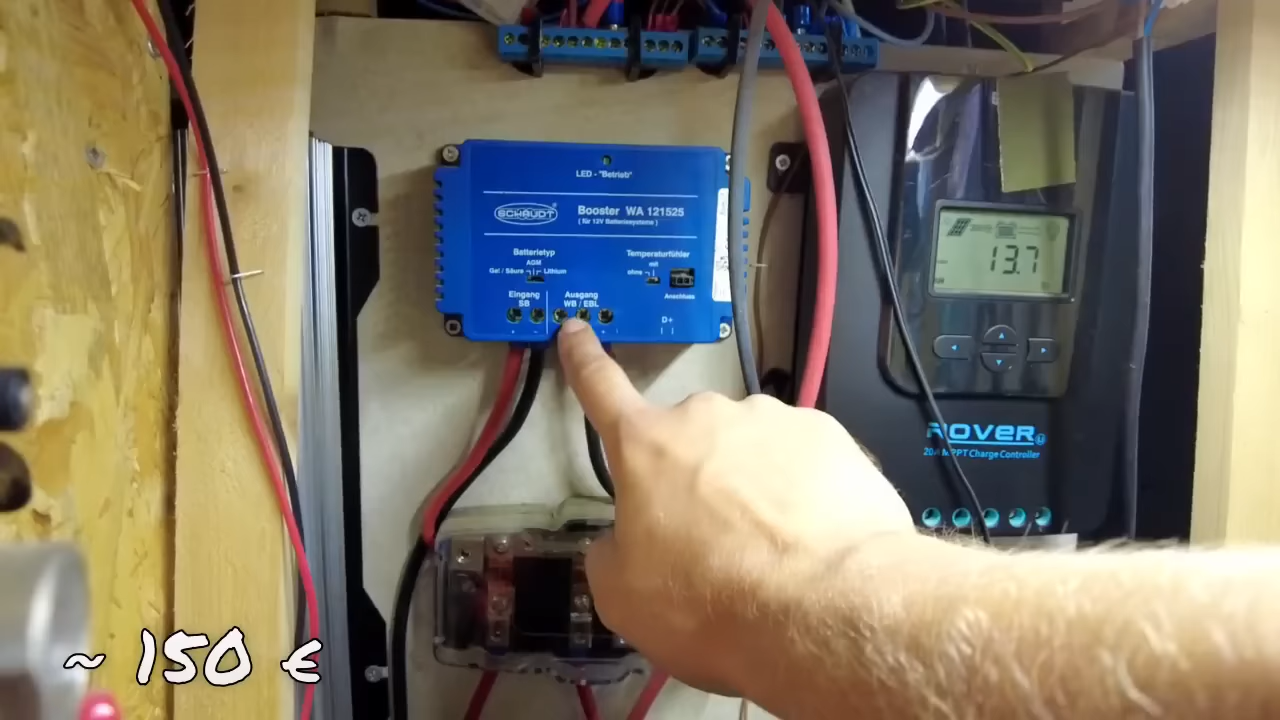 LED - "Betrieb"
SCHAUDT®
Booster WA 121525
( für 12V Batteriesysteme )
Batterietyp
AGM
Gel / Säure
Lithium
Temperaturfühler
mit
ohne
Anschluss
Eingang
SB
Ausgang
WB / EBL
D+
13.7
ROVER
20A MPPT Charge Controller
~ 150 €